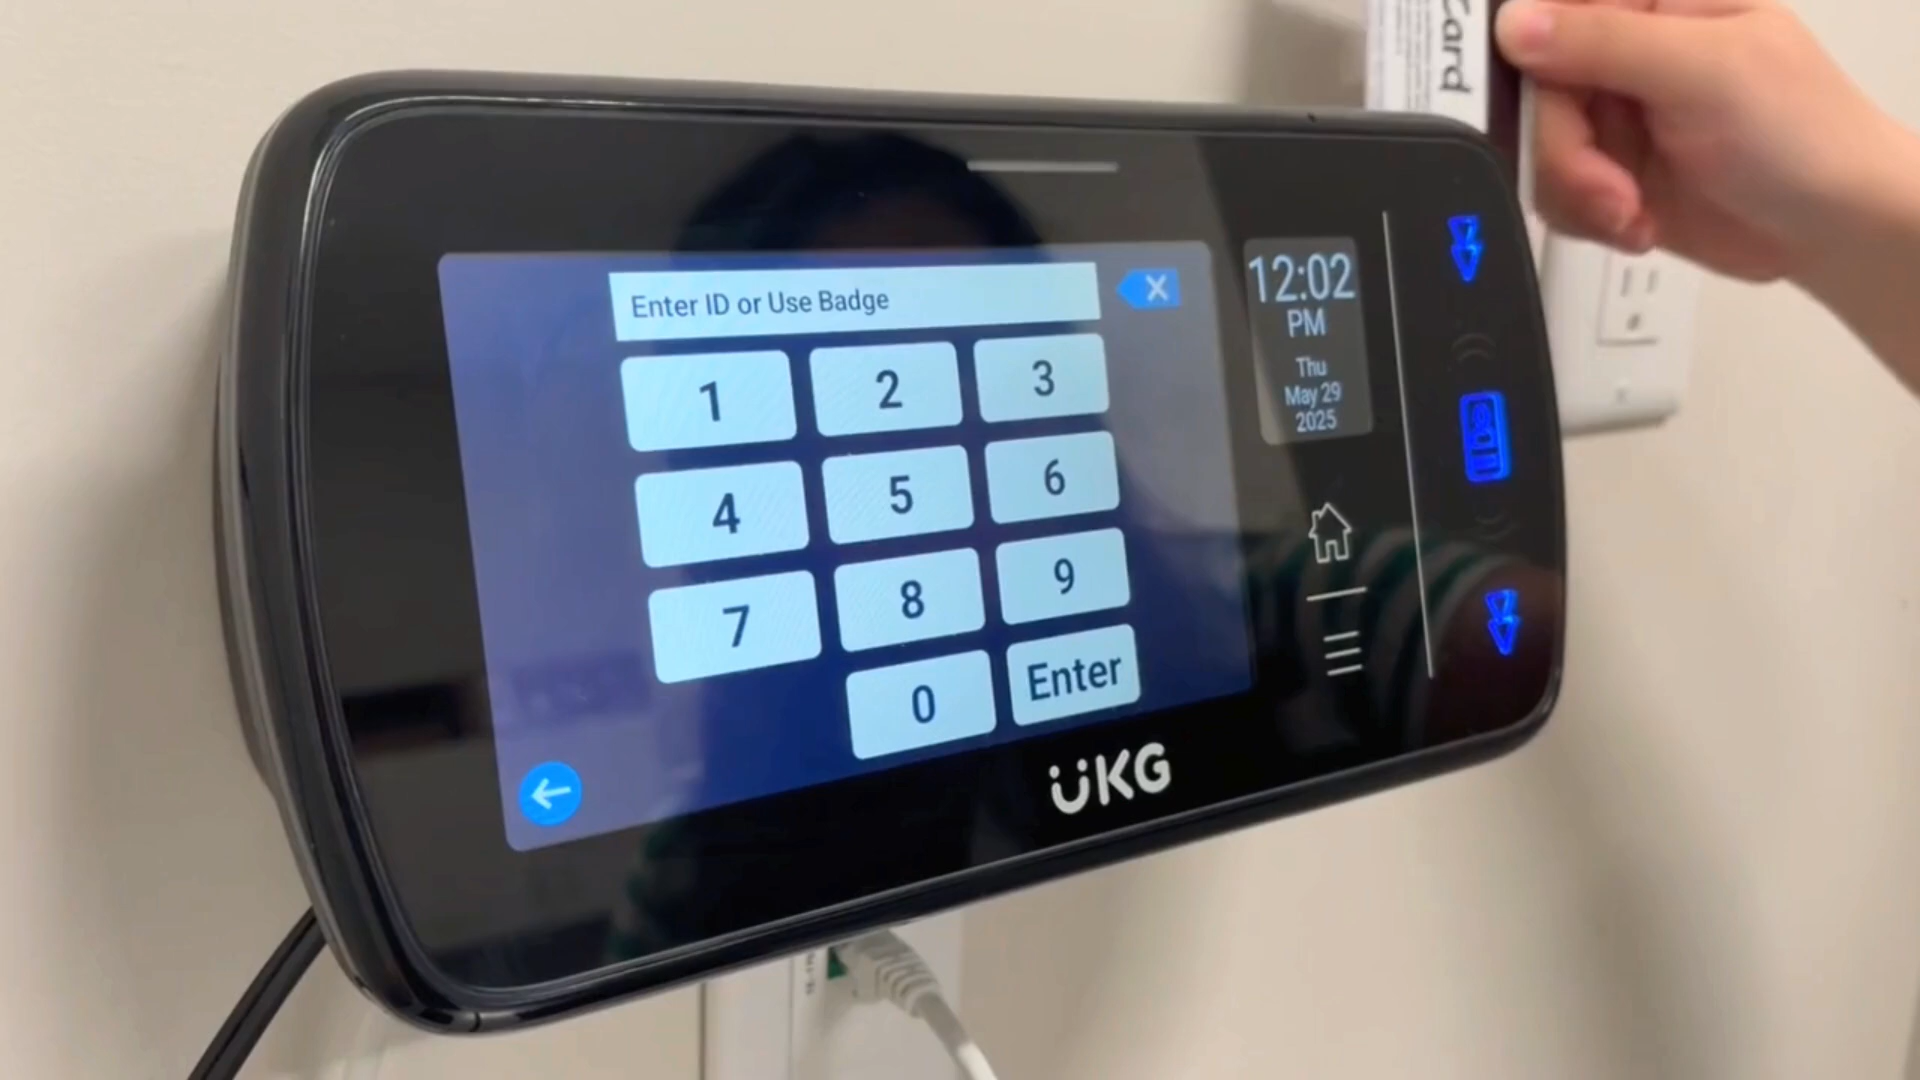 Card
Enter ID or Use Badge
X
1 2 3
4 5 6
7 8 9
0 Enter
12:02
PM
Thu
May 29
2025
UKG